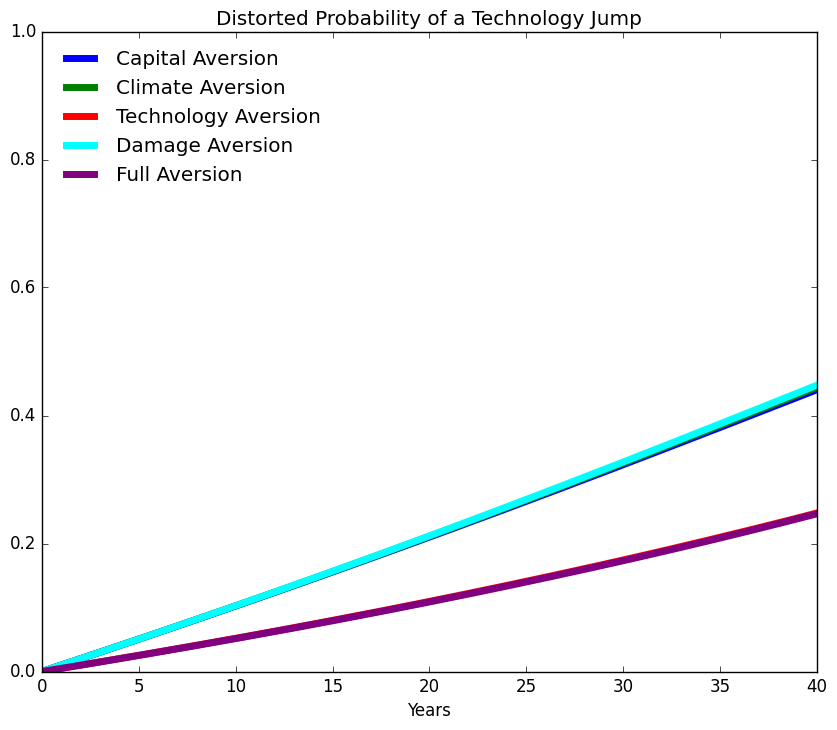 Distorted Probability of a Technology Jump
1.0
Capital Aversion
Climate Aversion
Technology Aversion
Damage Aversion
Full Aversion
0.8
0.6
0.4
0.2
0.0
0 5 10 15 20 25 30 35 40
Years